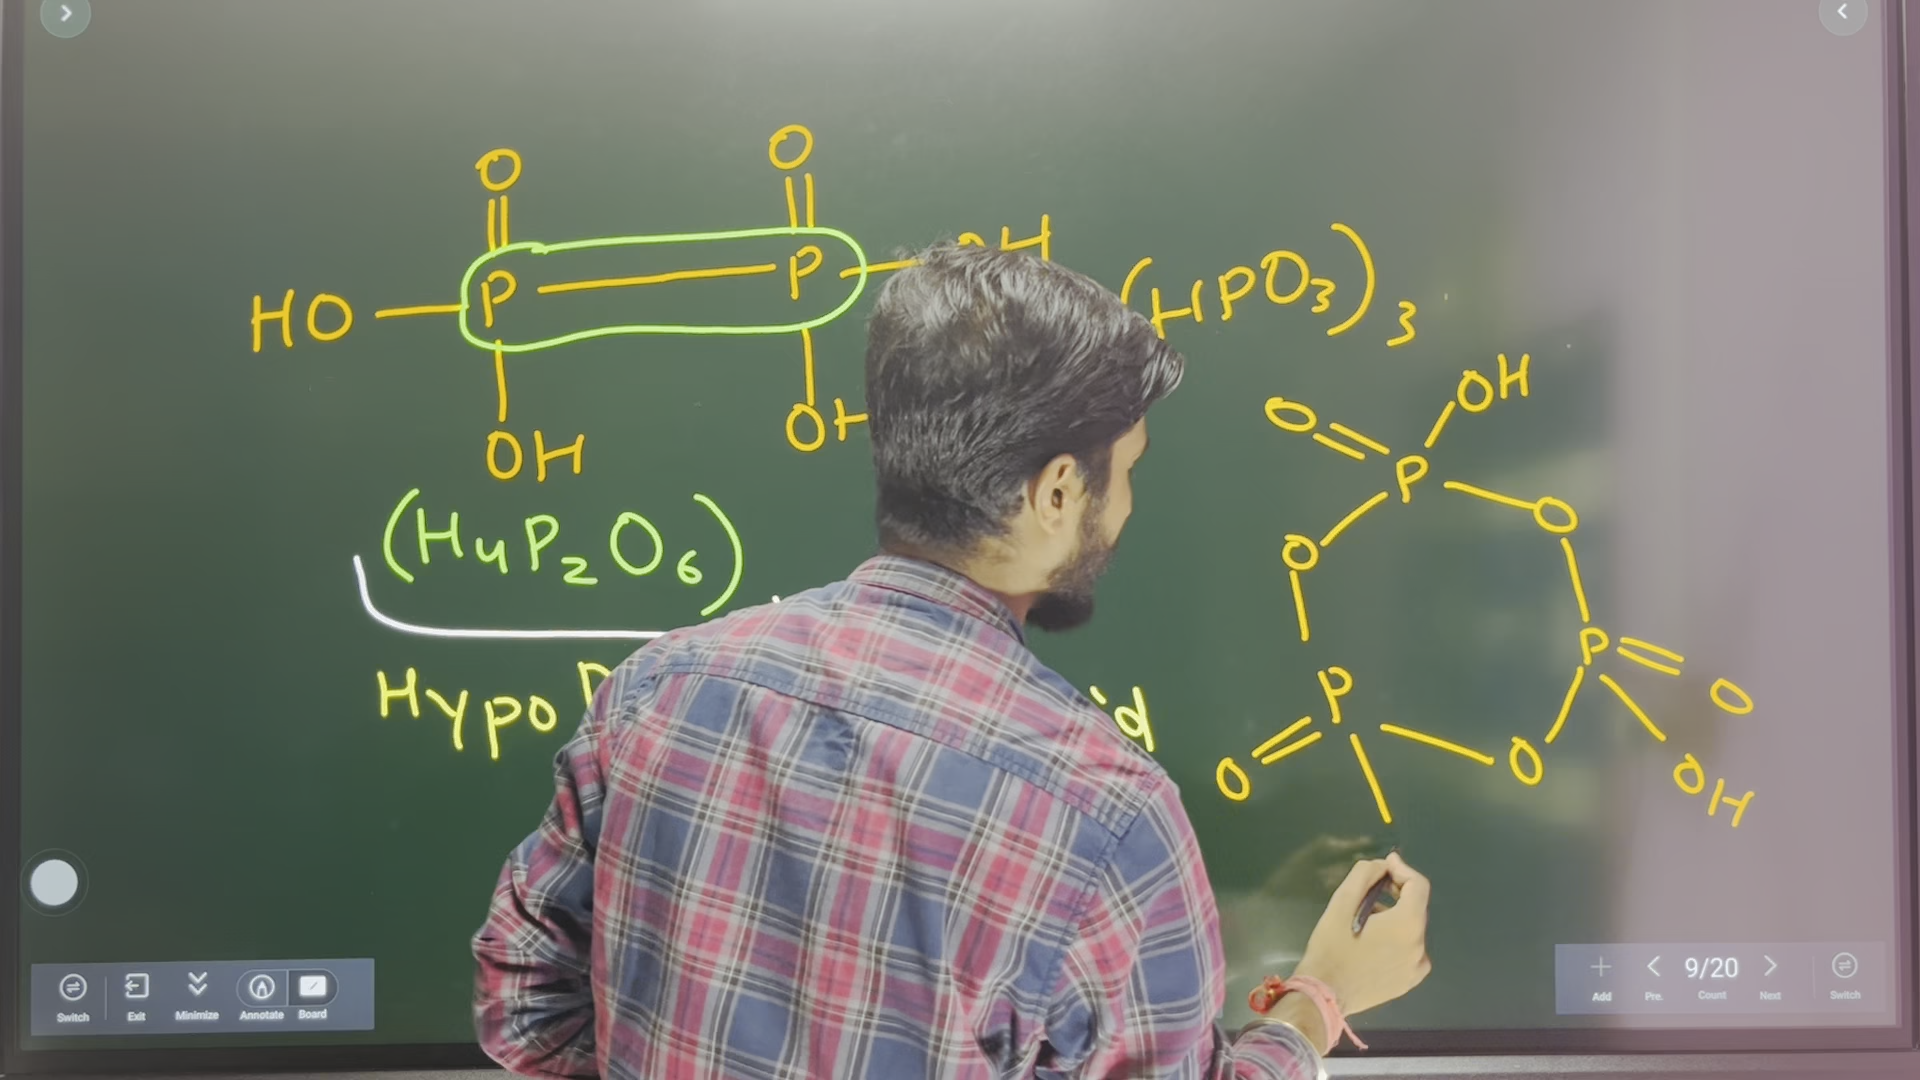 O
O
HO P P OH
OH
OH
(H4P2O6)
Hypo
(HPO3)3
O P OH
O O
P O
P
O O OH
Switch Exit Minimize Annotate Board
Add Pre. 9/20 Count Next Switch